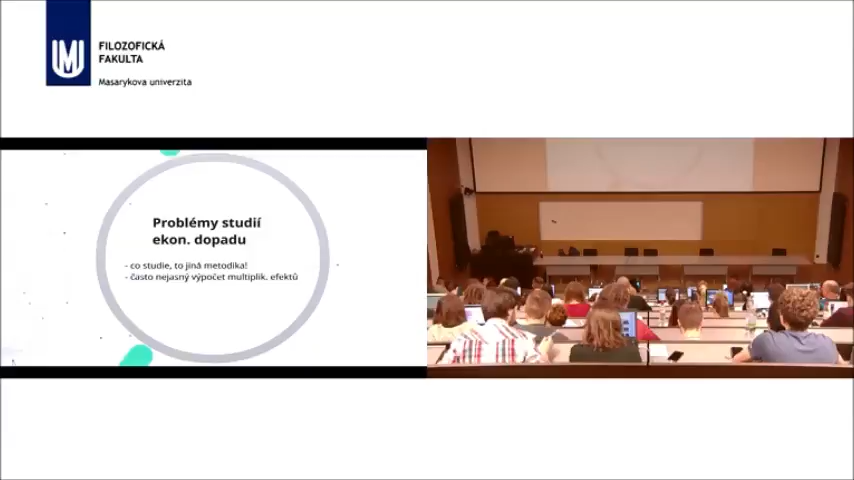 MU
FILOZOFICKÁ
FAKULTA
Masarykova univerzita
Problémy studií
ekon. dopadu
- co studie, to jiná metodika!
- často nejasný výpočet multiplik. efektů